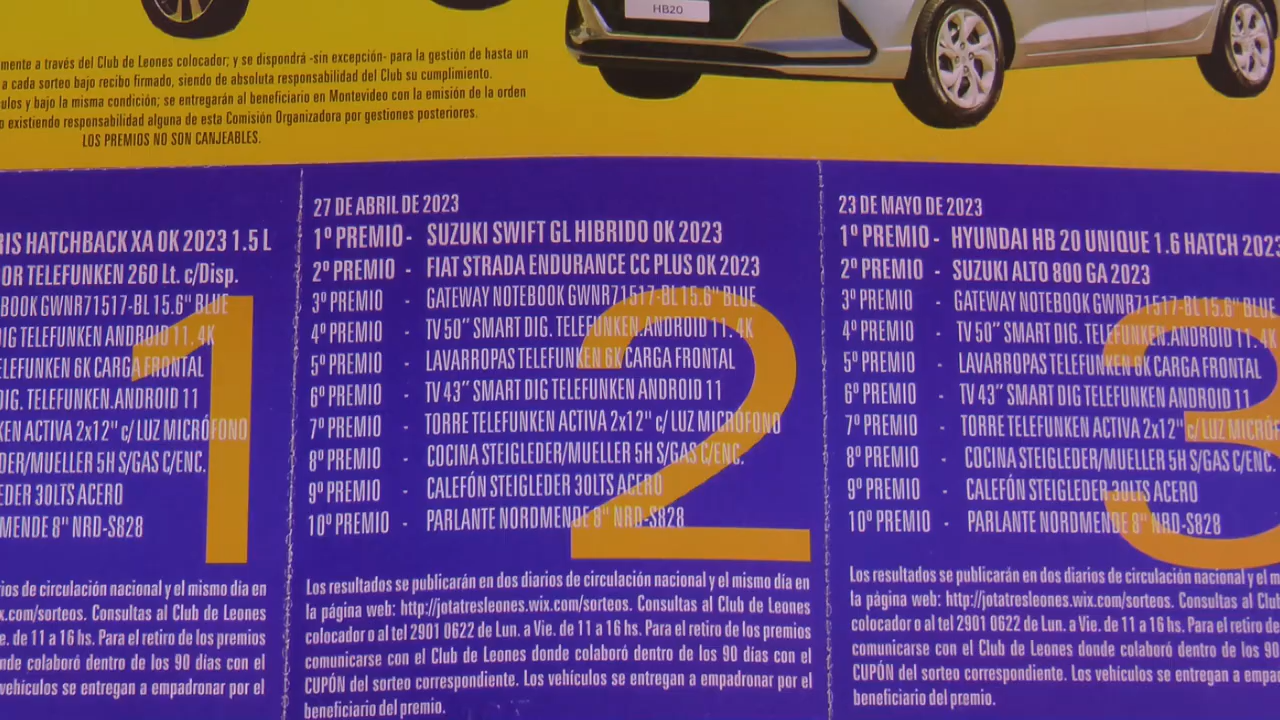 HB20
mente a través del Club de Leones colocador; y se dispondrá -sin excepción- para la gestión de hasta un
a cada sorteo bajo recibo firmado, siendo de absoluta responsabilidad del Club su cumplimiento.
ulos y bajo la misma condición; se entregarán al beneficiario en Montevideo con la emisión de la orden
o existiendo responsabilidad alguna de esta Comisión Organizadora por gestiones posteriores.
LOS PREMIOS NO SON CANJEABLES.
RIS HATCHBACK XA 0K 2023 1.5 L
OR TELEFUNKEN 260 Lt. c/Disp.
BOOK GWNR71517-BL 15.6" BLUE
DIG TELEFUNKEN ANDROID 11. 4K
ELEFUNKEN 6K CARGA FRONTAL
DIG. TELEFUNKEN.ANDROID 11
KEN ACTIVA 2x12" c/ LUZ MICRÓFONO
DER/MUELLER 5H S/GAS C/ENC.
EDER 30LTS ACERO
MENDE 8" NRD-S828
1
ios de circulación nacional y el mismo día en
x.com/sorteos. Consultas al Club de Leones
e. de 11 a 16 hs. Para el retiro de los premios
nde colaboró dentro de los 90 días con el
vehículos se entregan a empadronar por el
27 DE ABRIL DE 2023
1º PREMIO - SUZUKI SWIFT GL HIBRIDO 0K 2023
2º PREMIO - FIAT STRADA ENDURANCE CC PLUS 0K 2023
3º PREMIO - GATEWAY NOTEBOOK GWNR71517-BL 15.6" BLUE
4º PREMIO - TV 50" SMART DIG. TELEFUNKEN.ANDROID 11. 4K
5º PREMIO - LAVARROPAS TELEFUNKEN 6K CARGA FRONTAL
6º PREMIO - TV 43" SMART DIG TELEFUNKEN ANDROID 11
7º PREMIO - TORRE TELEFUNKEN ACTIVA 2x12" c/ LUZ MICRÓFONO
8º PREMIO - COCINA STEIGLEDER/MUELLER 5H S/GAS C/ENC.
9º PREMIO - CALEFÓN STEIGLEDER 30LTS ACERO
10º PREMIO - PARLANTE NORDMENDE 8" NRD-S828
2
Los resultados se publicarán en dos diarios de circulación nacional y el mismo día en
la página web: http://jotatresleones.wix.com/sorteos. Consultas al Club de Leones
colocador o al tel 2901 0622 de Lun. a Vie. de 11 a 16 hs. Para el retiro de los premios
comunicarse con el Club de Leones donde colaboró dentro de los 90 días con el
CUPÓN del sorteo correspondiente. Los vehículos se entregan a empadronar por el
beneficiario del premio.
23 DE MAYO DE 2023
1º PREMIO - HYUNDAI HB 20 UNIQUE 1.6 HATCH 2023
2º PREMIO - SUZUKI ALTO 800 GA 2023
3º PREMIO - GATEWAY NOTEBOOK GWNR71517-BL 15.6" BLUE
4º PREMIO - TV 50" SMART DIG. TELEFUNKEN.ANDROID 11. 4K
5º PREMIO - LAVARROPAS TELEFUNKEN 6K CARGA FRONTAL
6º PREMIO - TV 43" SMART DIG TELEFUNKEN ANDROID 11
7º PREMIO - TORRE TELEFUNKEN ACTIVA 2x12" c/ LUZ MICRÓF
8º PREMIO - COCINA STEIGLEDER/MUELLER 5H S/GAS C/ENC.
9º PREMIO - CALEFÓN STEIGLEDER 30LTS ACERO
10º PREMIO - PARLANTE NORDMENDE 8" NRD-S828
3
Los resultados se publicarán en dos diarios de circulación nacional y el m
la página web: http://jotatresleones.wix.com/sorteos. Consultas al Club
colocador o al tel 2901 0622 de Lun. a Vie. de 11 a 16 hs. Para el retiro de los
comunicarse con el Club de Leones donde colaboró dentro de los 90
CUPÓN del sorteo correspondiente. Los vehículos se entregan a empa
beneficiario del premio.